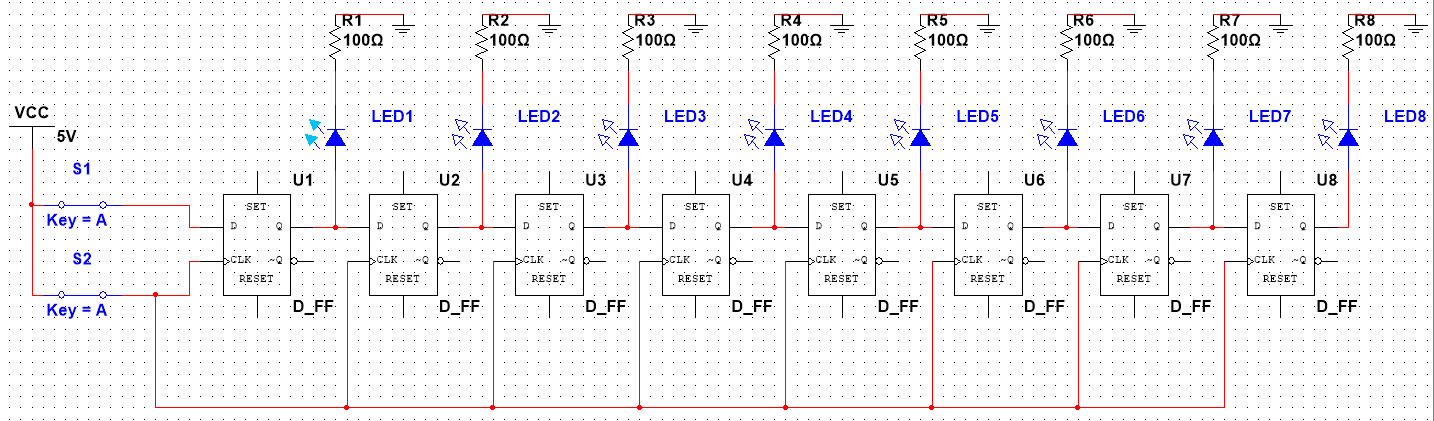 R1 R2 R3 R4 R5 R6 R7 R8
100Ω 100Ω 100Ω 100Ω 100Ω 100Ω 100Ω 100Ω
VCC
5V
LED1 LED2 LED3 LED4 LED5 LED6 LED7 LED8
S1
Key = A
S2
Key = A
U1 U2 U3 U4 U5 U6 U7 U8
SET SET SET SET SET SET SET SET
D Q D Q D Q D Q D Q D Q D Q D Q
CLK ~Q CLK ~Q CLK ~Q CLK ~Q CLK ~Q CLK ~Q CLK ~Q CLK ~Q
RESET RESET RESET RESET RESET RESET RESET RESET
D_FF D_FF D_FF D_FF D_FF D_FF D_FF D_FF